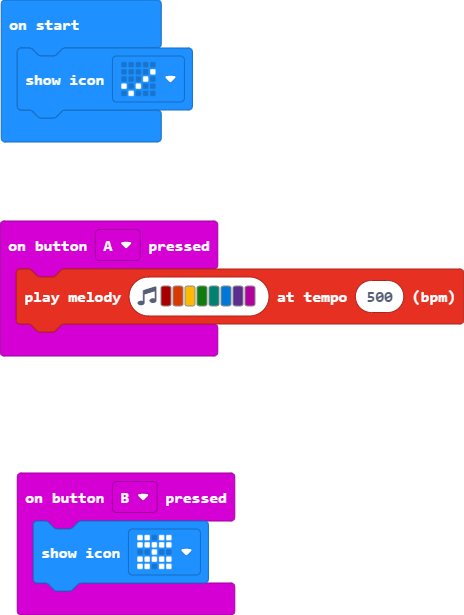 on start
show icon
on button A pressed
play melody at tempo 500 (bpm)
on button B pressed
show icon